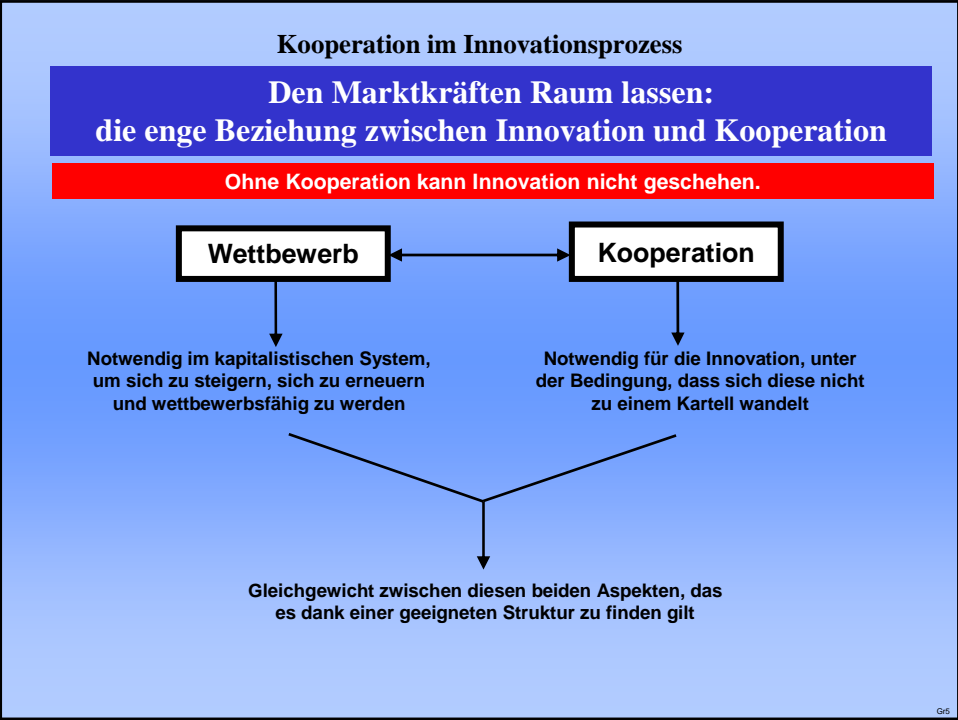 Kooperation im Innovationsprozess
Den Marktkräften Raum lassen:
die enge Beziehung zwischen Innovation und Kooperation
Ohne Kooperation kann Innovation nicht geschehen.
Wettbewerb
Kooperation
Notwendig im kapitalistischen System,
um sich zu steigern, sich zu erneuern
und wettbewerbsfähig zu werden
Notwendig für die Innovation, unter
der Bedingung, dass sich diese nicht
zu einem Kartell wandelt
Gleichgewicht zwischen diesen beiden Aspekten, das
es dank einer geeigneten Struktur zu finden gilt
Gr5